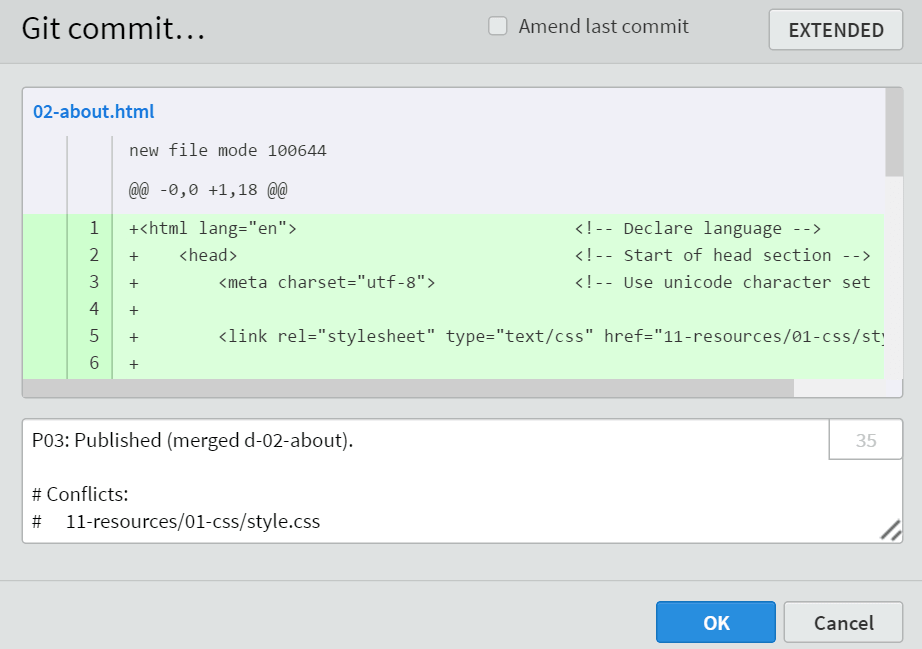 Git commit…
Amend last commit
EXTENDED
02-about.html
new file mode 100644
@@ -0,0 +1,18 @@
1 +<html lang="en"> <!-- Declare language -->
2 + <head> <!-- Start of head section -->
3 + <meta charset="utf-8"> <!-- Use unicode character set
4 +
5 + <link rel="stylesheet" type="text/css" href="11-resources/01-css/sty
6 +
P03: Published (merged d-02-about).
35
# Conflicts:
# 11-resources/01-css/style.css
OK
Cancel